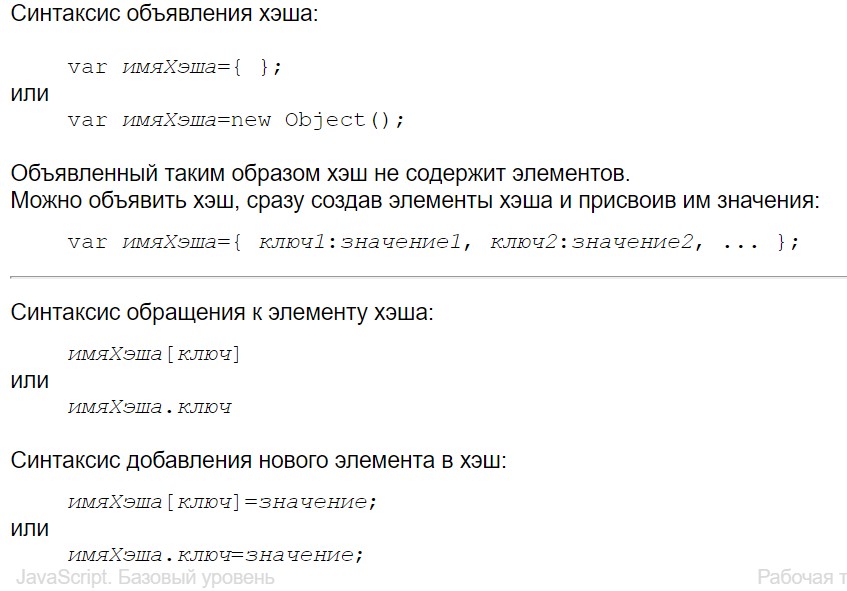 Синтаксис объявления хэша:
var имяХэша={ };
или
var имяХэша=new Object();
Объявленный таким образом хэш не содержит элементов.
Можно объявить хэш, сразу создав элементы хэша и присвоив им значения:
var имяХэша={ ключ1:значение1, ключ2:значение2, ... };
Синтаксис обращения к элементу хэша:
имяХэша[ключ]
или
имяХэша.ключ
Синтаксис добавления нового элемента в хэш:
имяХэша[ключ]=значение;
или
имяХэша.ключ=значение;
JavaScript. Базовый уровень
Рабочая т